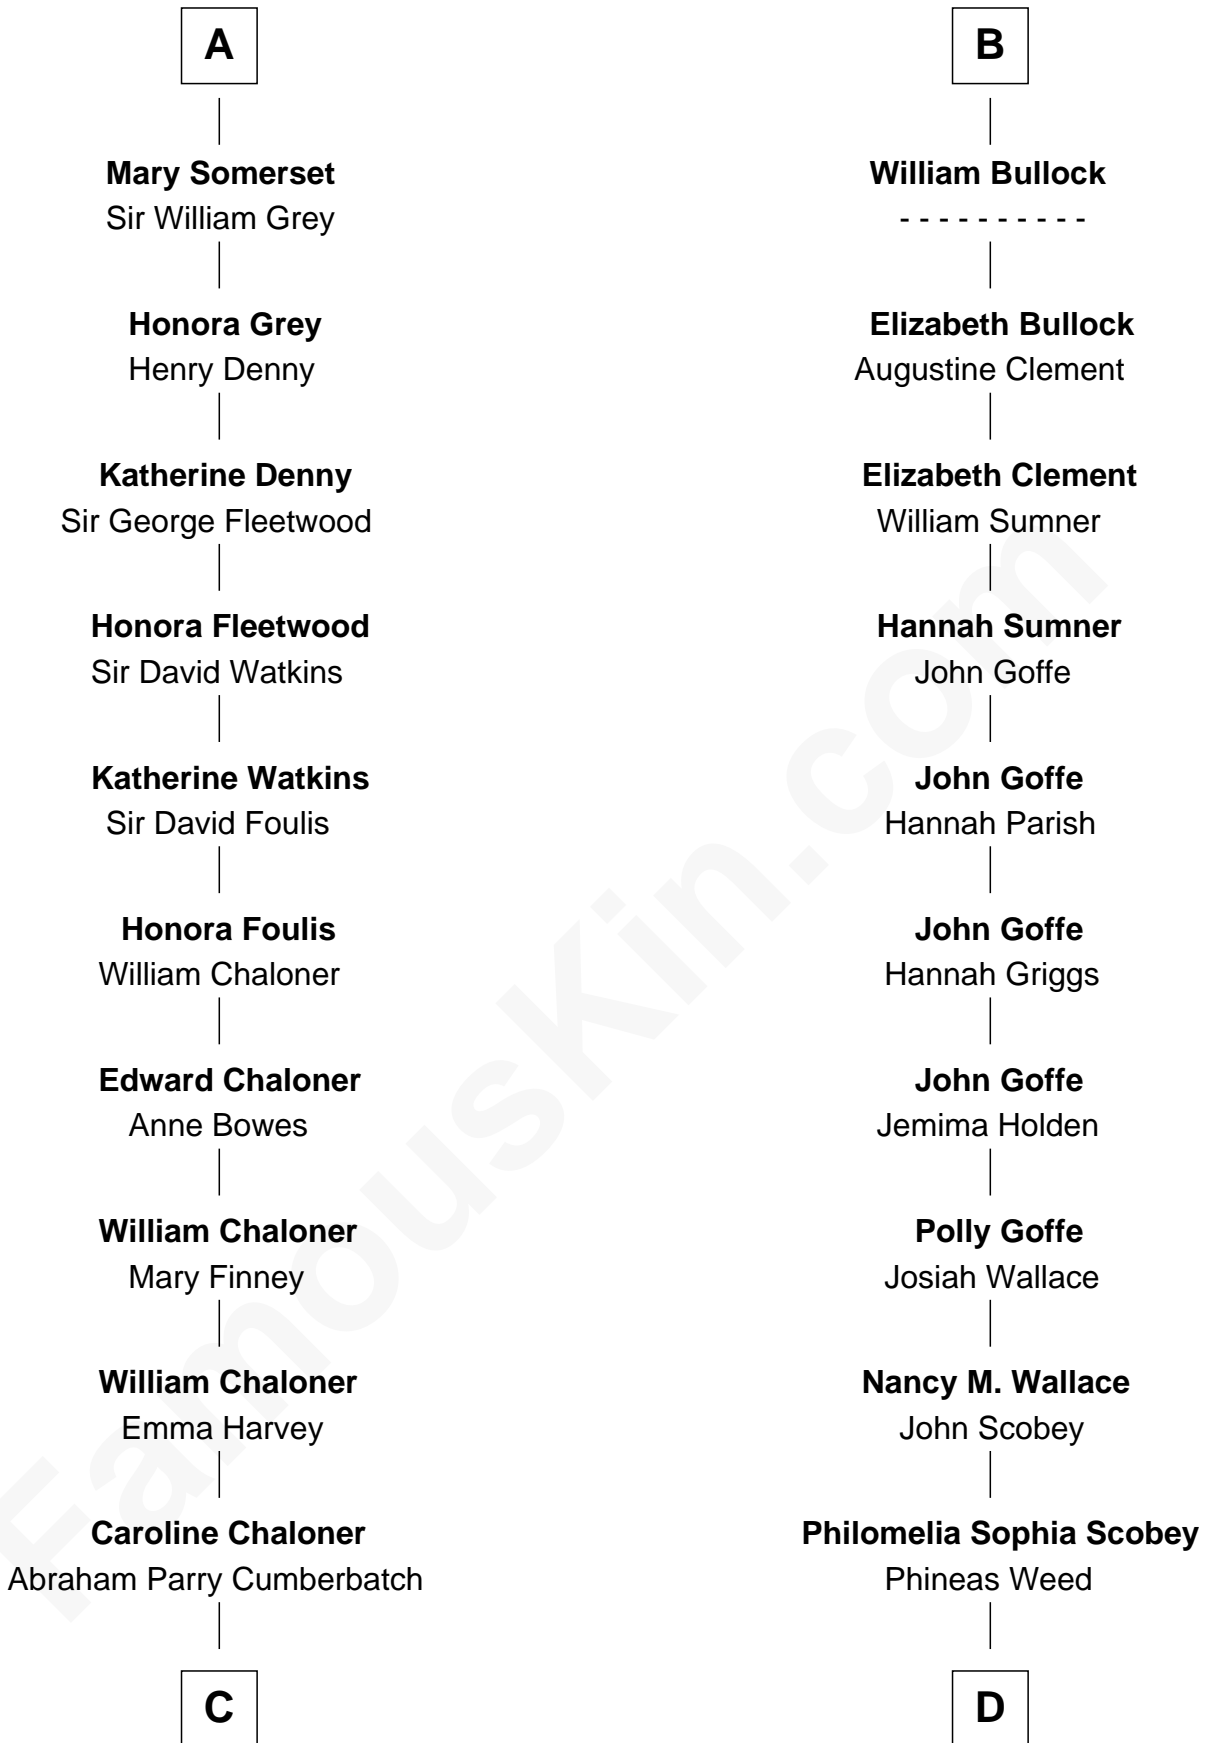 A
Mary Somerset
Sir William Grey
Honora Grey
Henry Denny
Katherine Denny
Sir George Fleetwood
Honora Fleetwood
Sir David Watkins
Katherine Watkins
Sir David Foulis
Honora Foulis
William Chaloner
Edward Chaloner
Anne Bowes
William Chaloner
Mary Finney
William Chaloner
Emma Harvey
Caroline Chaloner
Abraham Parry Cumberbatch
C
B
William Bullock
- - - - - - - - - -
Elizabeth Bullock
Augustine Clement
Elizabeth Clement
William Sumner
Hannah Sumner
John Goffe
John Goffe
Hannah Parish
John Goffe
Hannah Griggs
John Goffe
Jemima Holden
Polly Goffe
Josiah Wallace
Nancy M. Wallace
John Scobey
Philomelia Sophia Scobey
Phineas Weed
D
FamousKin.com